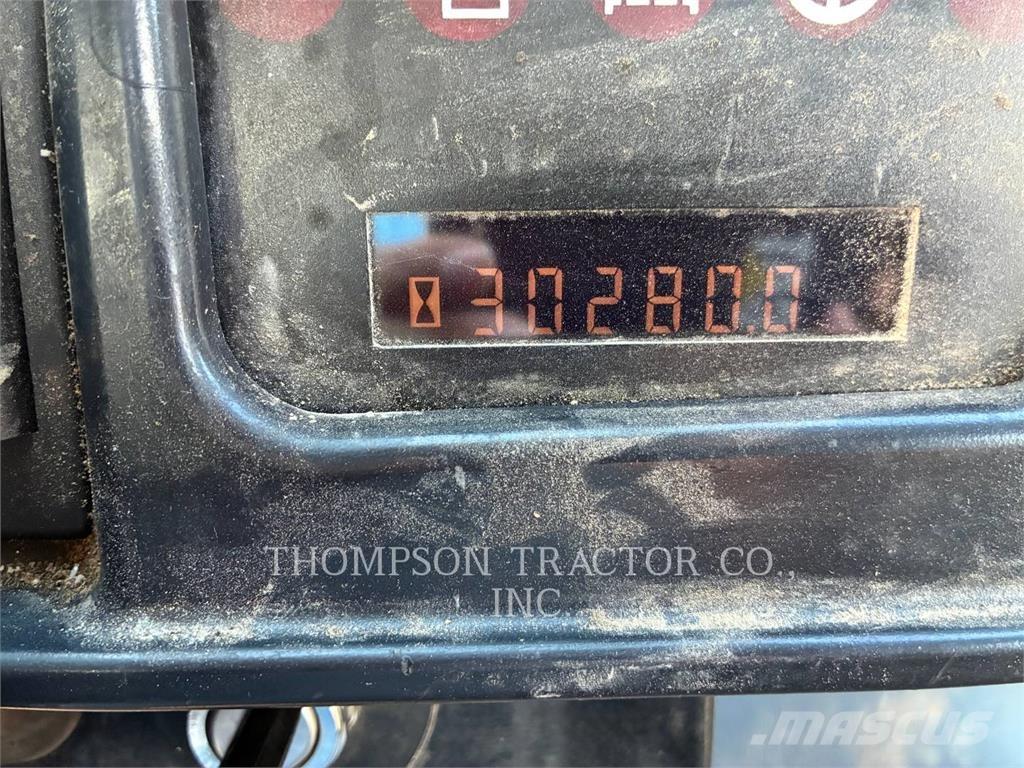 30280.0
THOMPSON TRACTOR CO.,
INC.
MASCUS